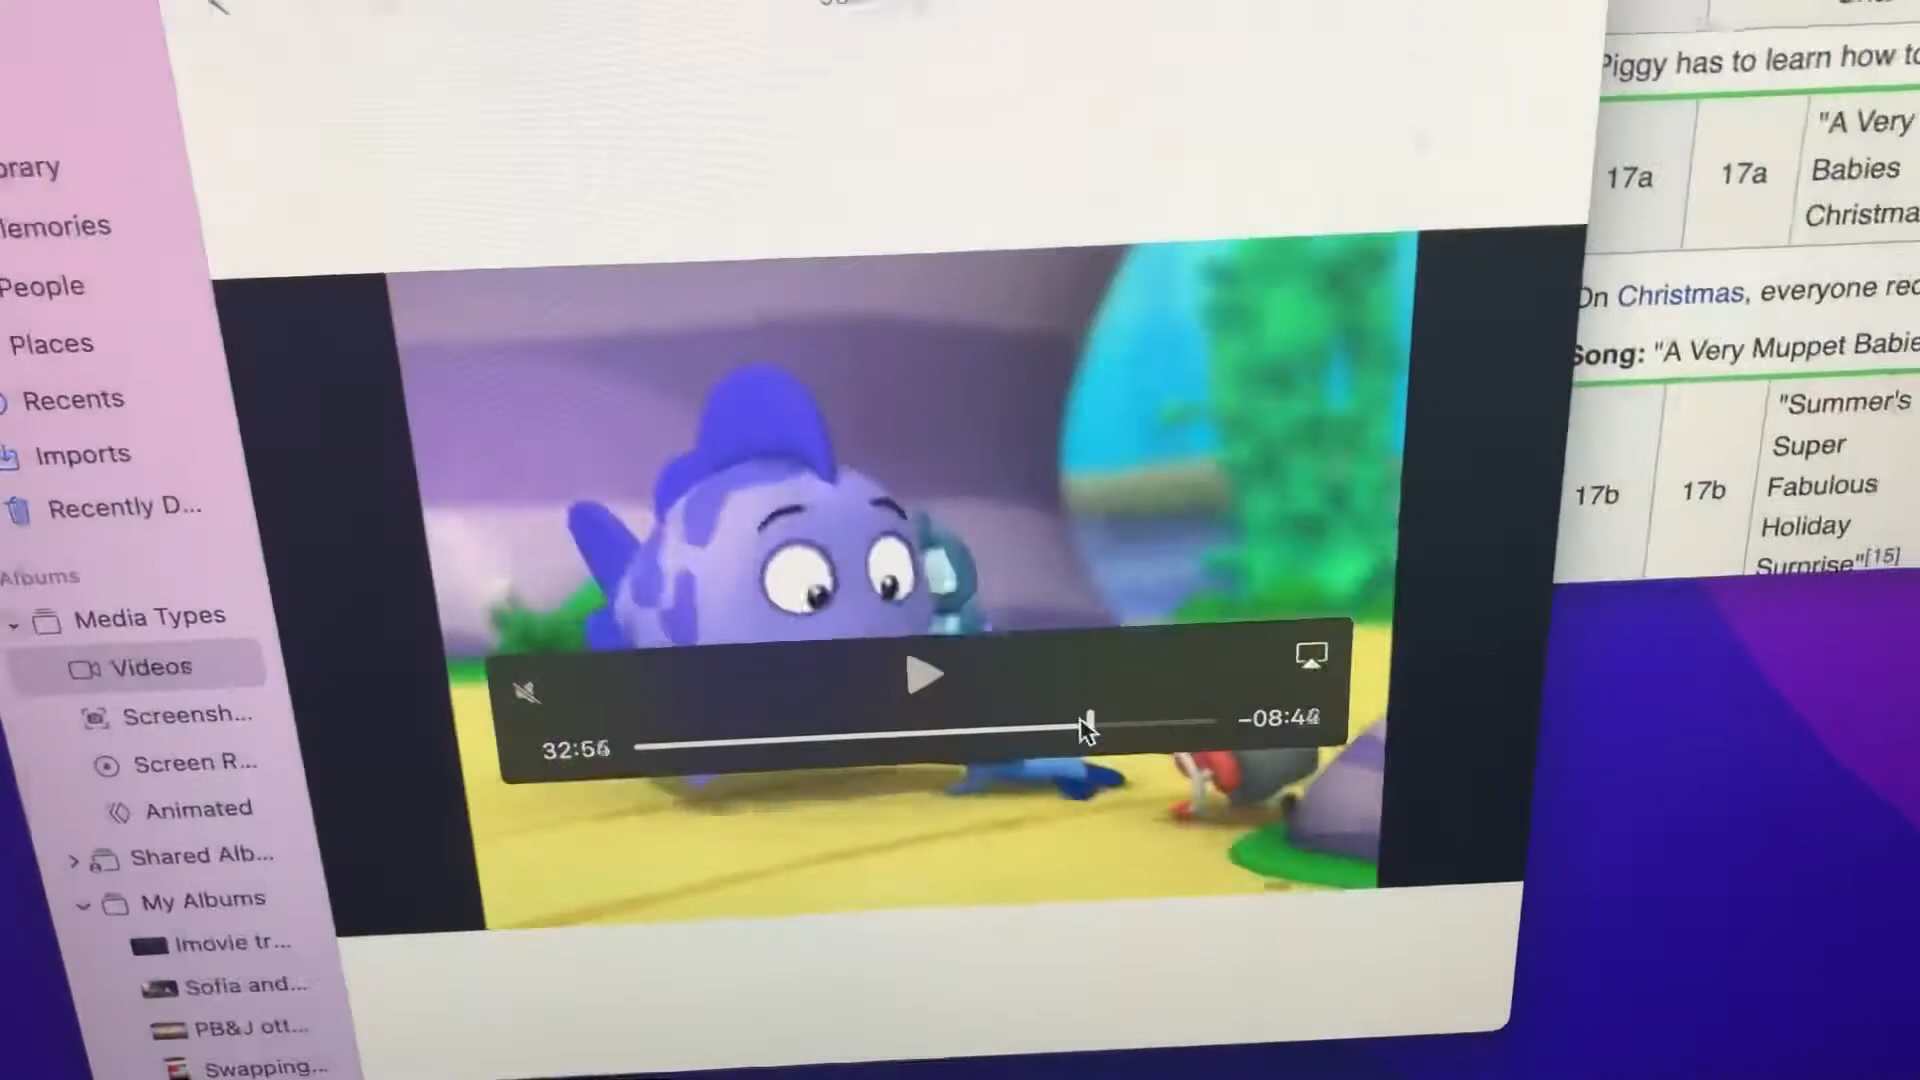 Memories
People
Places
Recents
Imports
Recently D...
Albums
Media Types
Videos
Screensh...
Screen R...
Animated
Shared Alb...
My Albums
Imovie tr...
Sofia and...
PB&J ott...
Swapping...
32:56
-08:44
Piggy has to learn how to
17a
17a
"A Very
Babies
Christma
On Christmas, everyone rec
Song: "A Very Muppet Babie
17b
17b
"Summer's
Super
Fabulous
Holiday
Surprise"[15]